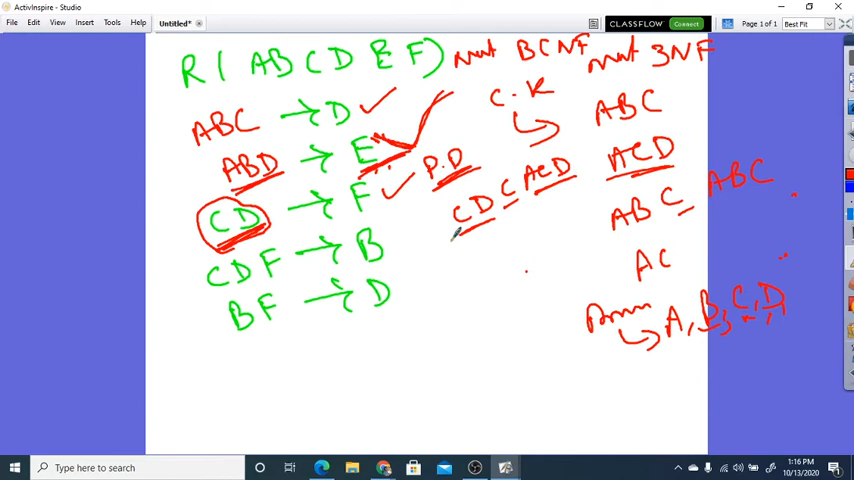 ActivInspire - Studio
File Edit View Insert Tools Help Untitled* CLASSFLOW Connect Page 1 of 1 Best Fit
R ( A B C D E F ) not BCNF not 3NF
ABC → D C.K ABC
ABD → E P.D ACD
CD → F CD C ACD ABC ABC
CDF → B AC
BF → D A, B, C, D
Type here to search
1:16 PM
10/13/2020